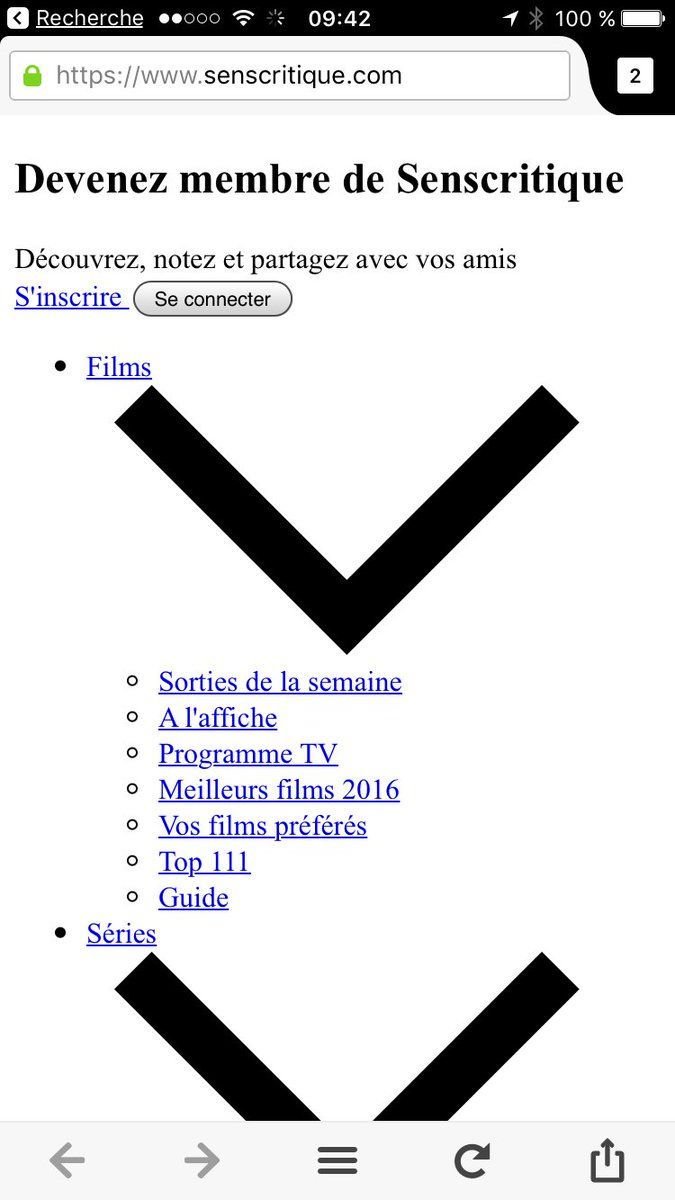 Recherche 09:42 100 %
https://www.senscritique.com 2
Devenez membre de Senscritique
Découvrez, notez et partagez avec vos amis
S'inscrire Se connecter
Films
Sorties de la semaine
A l'affiche
Programme TV
Meilleurs films 2016
Vos films préférés
Top 111
Guide
Séries